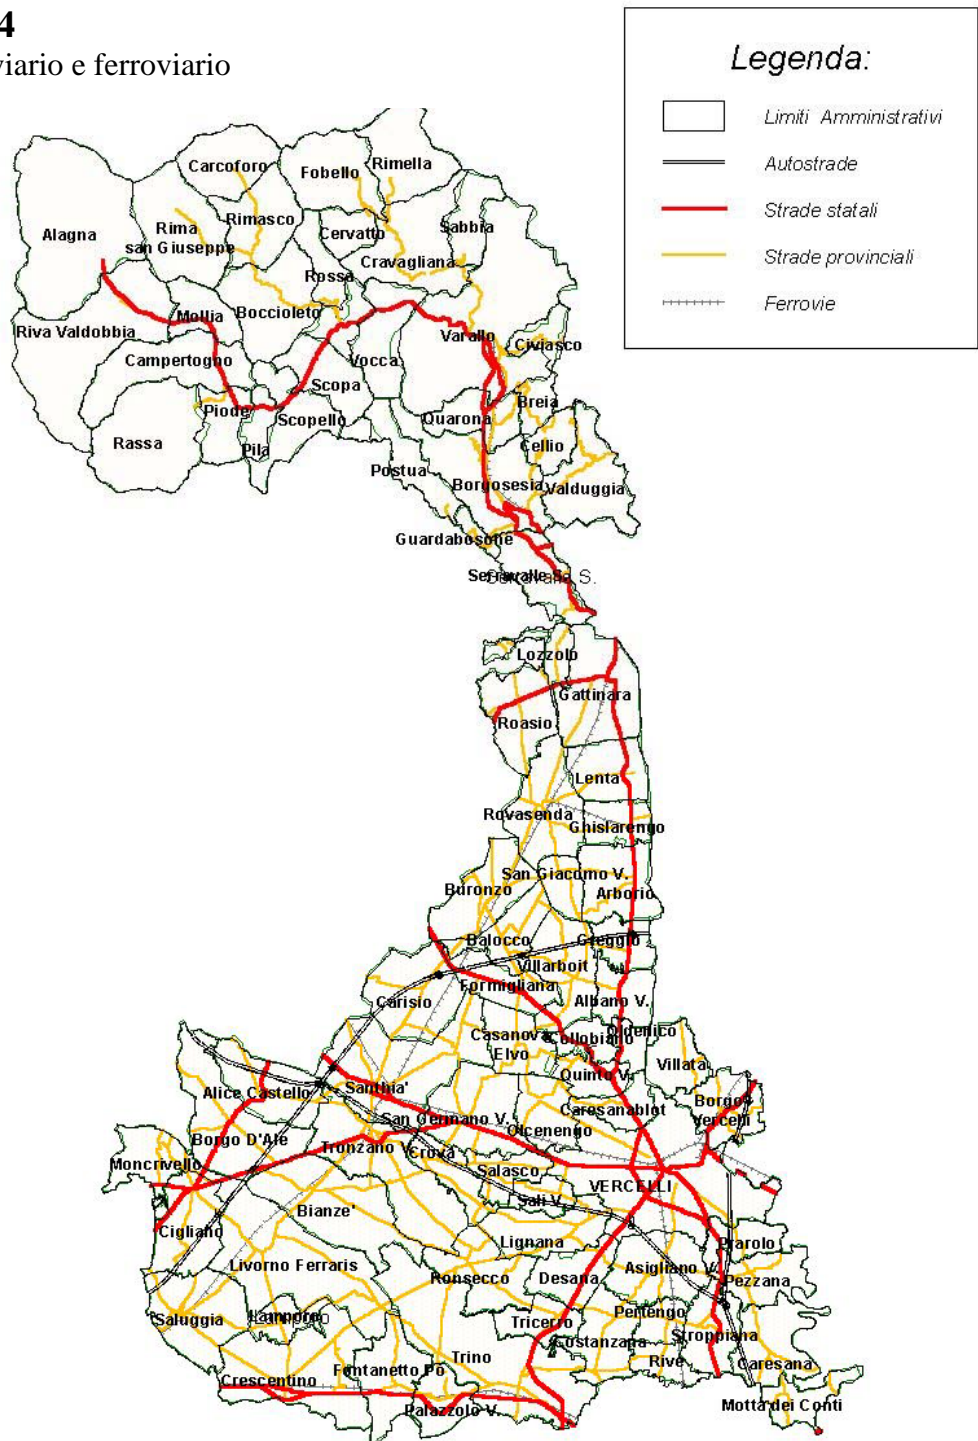 4
viario e ferroviario
Legenda:
Limiti Amministrativi
Autostrade
Strade statali
Strade provinciali
Ferrovie
Carcoforo
Fobello
Rimella
Alagna
Rima
san Giuseppe
Rimasco
Cervatto
Sabbia
Cravagliana
Rossa
Riva Valdobbia
Mollia
Boccioleto
Varallo
Civiasco
Campertogno
Vocca
Scopa
Piode
Scopello
Quarona
Breia
Rassa
Pila
Cellio
Postua
Borgosesia
Valduggia
Guardabosone
Serravalle S.
Lozzolo
Gattinara
Roasio
Lenta
Rovasenda
Ghislarengo
San Giacomo V.
Buronzo
Arborio
Balocco
Greggio
Villarboit
Formigliana
Carisio
Albano V.
Casanova
Elvo
Collobiano
Oldenico
Villata
Quinto V.
Alice Castello
Santhia'
Caresanablot
Borgo
Vercelli
San Germano V.
Olcenengo
Borgo D'Ale
Tronzano V.
Crova
Moncrivello
Salasco
VERCELLI
Sali V.
Bianze'
Cigliano
Lignana
Prarolo
Livorno Ferraris
Ronsecco
Desana
Asigliano V.
Pezzana
Saluggia
Lamporo
Tricerro
Pertengo
Costanzana
Stroppiana
Trino
Rive
Caresana
Fontanetto Po
Crescentino
Palazzolo V.
Motta dei Conti